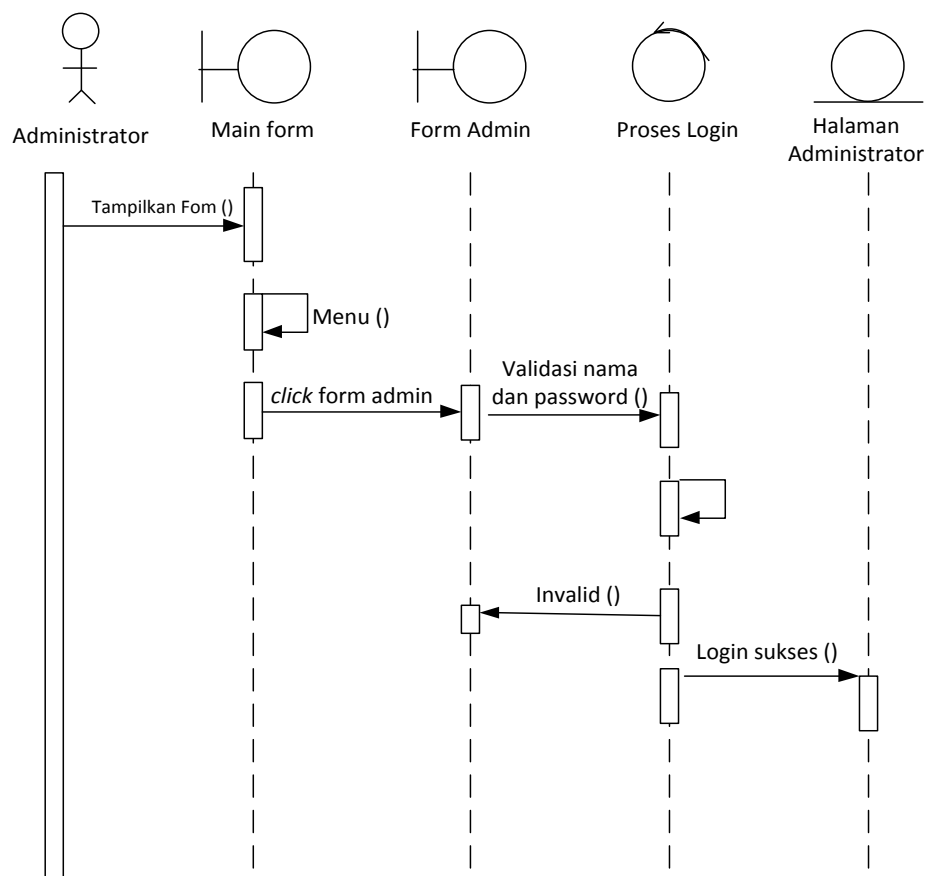 Administrator
Main form
Form Admin
Proses Login
Halaman
Administrator
Tampilkan Fom ()
Menu ()
click form admin
Validasi nama
dan password ()
Invalid ()
Login sukses ()